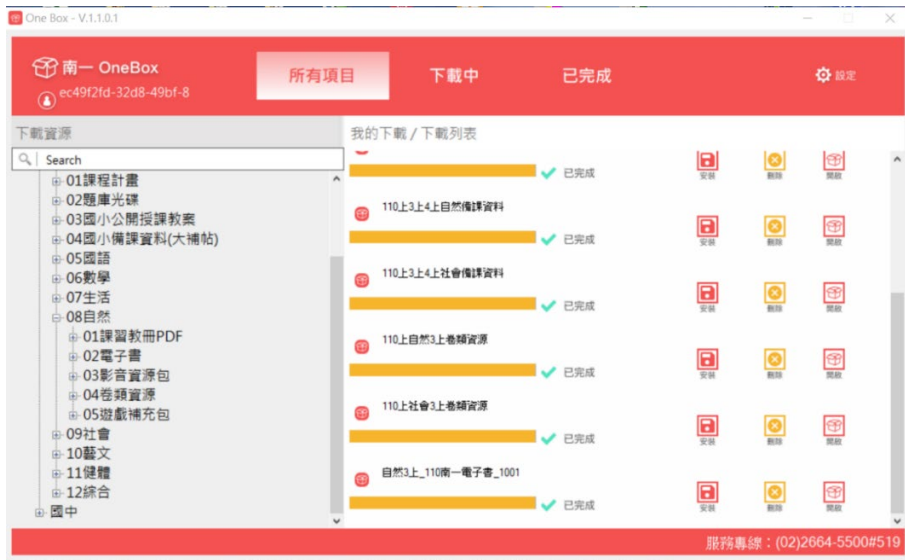 One Box - V.1.1.0.1
南一 OneBox
ec49f2fd-32d8-49bf-8
所有項目
下載中
已完成
設定
下載資源
Search
01課程計畫
02題庫光碟
03國小公開授課教案
04國小備課資料(大補帖)
05國語
06數學
07生活
08自然
01課習教冊PDF
02電子書
03影音資源包
04卷類資源
05遊戲補充包
09社會
10藝文
11健體
12綜合
國中
我的下載 / 下載列表
已完成
安裝
刪除
開啟
110上3上4上自然備課資料
已完成
安裝
刪除
開啟
110上3上4上社會備課資料
已完成
安裝
刪除
開啟
110上自然3上卷類資源
已完成
安裝
刪除
開啟
110上社會3上卷類資源
已完成
安裝
刪除
開啟
自然3上_110南一電子書_1001
已完成
安裝
刪除
開啟
服務專線：(02)2664-5500#519